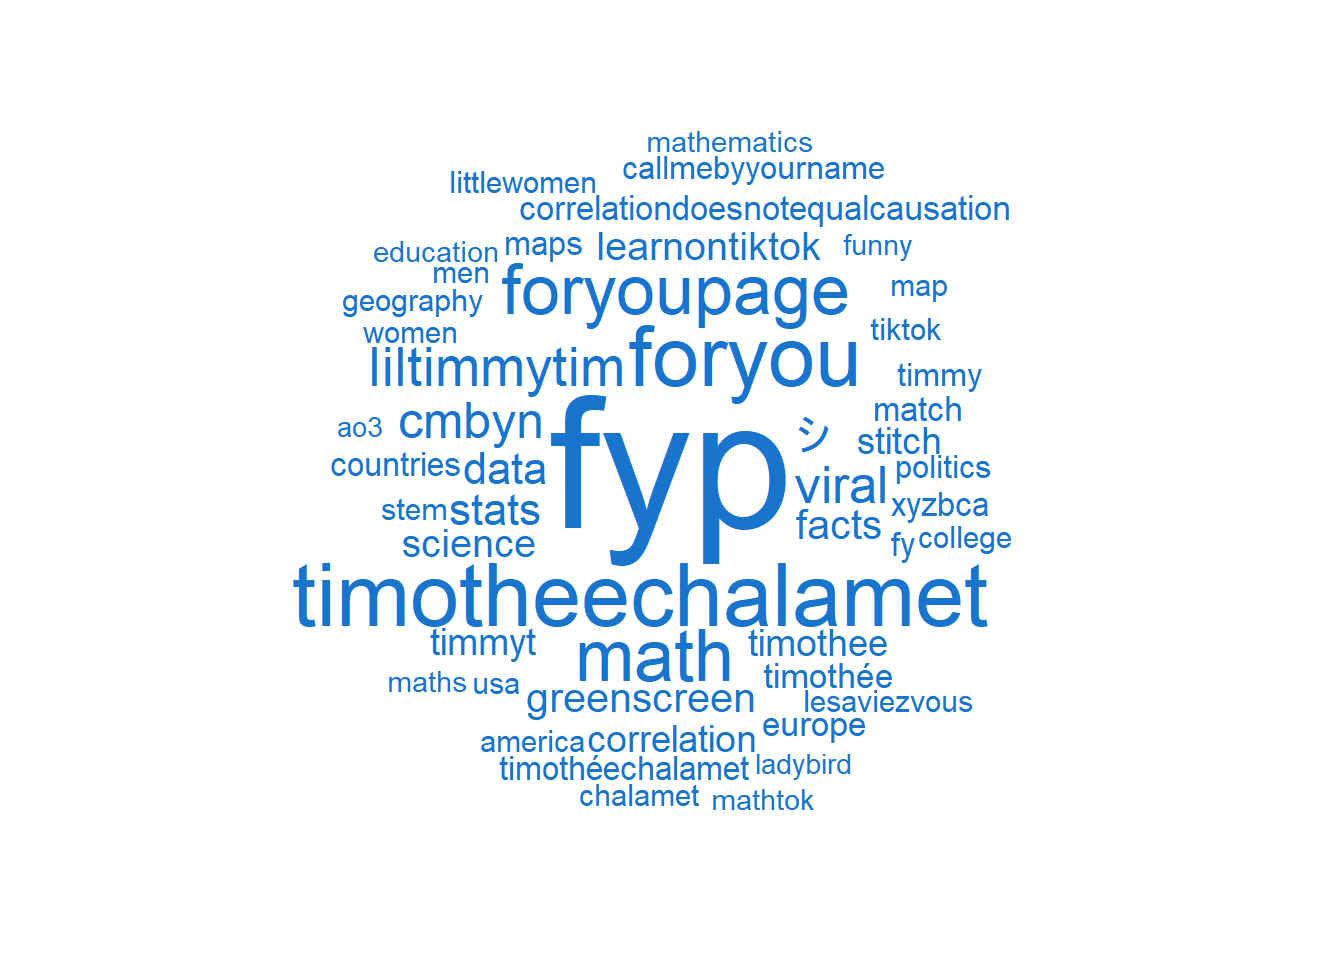 mathematics
callmebyyourname
littlewomen
correlationdoesnotequalcausation
education maps learnontiktok funny
men foryoupage map
geography
women liltimmytim foryou tiktok
timmy
ao3 cmbyn fyp シ match
stitch
countries data viral politics
stem stats facts xyzbca
science fy college
timotheechalamet
timmyt math timothee
maths usa timothée
greenscreen lesaviezvous
america correlation europe
timothéechalamet ladybird
chalamet mathtok